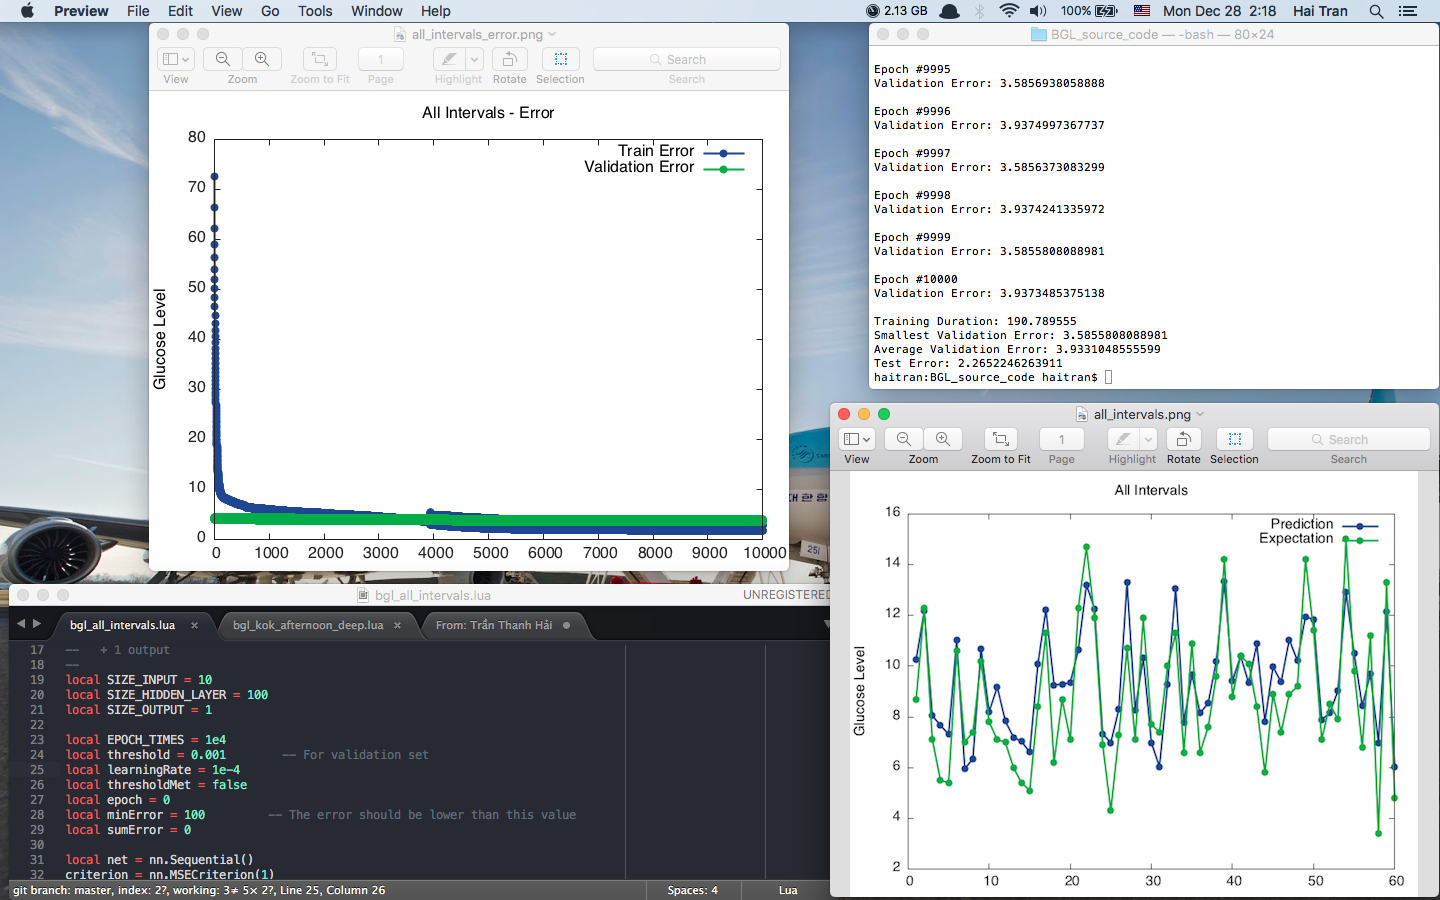 Preview File Edit View Go Tools Window Help 2.13 GB 100% Mon Dec 28 2:18 Hai Tran
all_intervals_error.png
1 Search
View Zoom Zoom to Fit Page Highlight Rotate Selection Search
All Intervals - Error
Train Error
Validation Error
Glucose Level
80
70
60
50
40
30
20
10
0
0 1000 2000 3000 4000 5000 6000 7000 8000 9000 10000
BGL_source_code — -bash — 80×24
Epoch #9995
Validation Error: 3.5856938058888
Epoch #9996
Validation Error: 3.9374997367737
Epoch #9997
Validation Error: 3.5856373083299
Epoch #9998
Validation Error: 3.9374241335972
Epoch #9999
Validation Error: 3.5855808088981
Epoch #10000
Validation Error: 3.9373485375138
Training Duration: 190.789555
Smallest Validation Error: 3.5855808088981
Average Validation Error: 3.9331048555599
Test Error: 2.2652246263911
haitran:BGL_source_code haitran$
대 한 항
251
bgl_all_intervals.lua UNREGISTERED
bgl_all_intervals.lua × bgl_kok_afternoon_deep.lua × From: Trần Thanh Hải
17 -- + 1 output
18 --
19 local SIZE_INPUT = 10
20 local SIZE_HIDDEN_LAYER = 100
21 local SIZE_OUTPUT = 1
22
23 local EPOCH_TIMES = 1e4
24 local threshold = 0.001 -- For validation set
25 local learningRate = 1e-4
26 local thresholdMet = false
27 local epoch = 0
28 local minError = 100 -- The error should be lower than this value
29 local sumError = 0
30
31 local net = nn.Sequential()
32 criterion = nn.MSECriterion(1)
git branch: master, index: 2?, working: 3≠ 5× 2?, Line 25, Column 26 Spaces: 4 Lua
all_intervals.png
1 Search
View Zoom Zoom to Fit Page Highlight Rotate Selection Search
All Intervals
Prediction
Expectation
Glucose Level
16
14
12
10
8
6
4
2
0 10 20 30 40 50 60